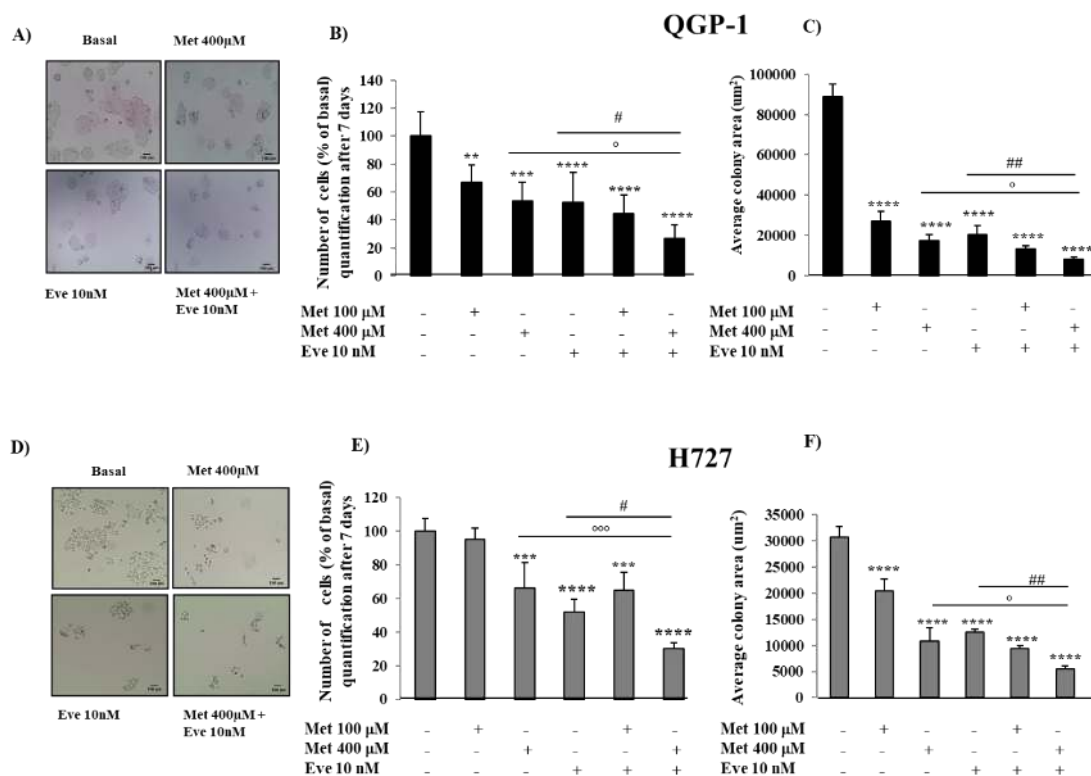 QGP-1
A)
Basal
Met 400μM
Eve 10nM
Met 400μM +
Eve 10nM
B)
Number of cells (% of basal)
quantification after 7 days
140
120
100
80
60
40
20
0
**
***
****
****
****
#
°
Met 100 μM - + - - + -
Met 400 μM - - + - - +
Eve 10 nM - - - + + +
C)
Average colony area (um²)
100000
80000
60000
40000
20000
0
****
****
****
****
****
##
°
Met 100 μM - + - - + -
Met 400 μM - - + - - +
Eve 10 nM - - - + + +
H727
D)
Basal
Met 400μM
Eve 10nM
Met 400μM +
Eve 10nM
E)
Number of cells (% of basal)
quantification after 7 days
120
100
80
60
40
20
0
***
****
***
****
#
°°°
Met 100 μM - + - - + -
Met 400 μM - - + - - +
Eve 10 nM - - - + + +
F)
Average colony area (um²)
35000
30000
25000
20000
15000
10000
5000
0
****
****
****
****
****
##
°
Met 100 μM - + - - + -
Met 400 μM - - + - - +
Eve 10 nM - - - + + +